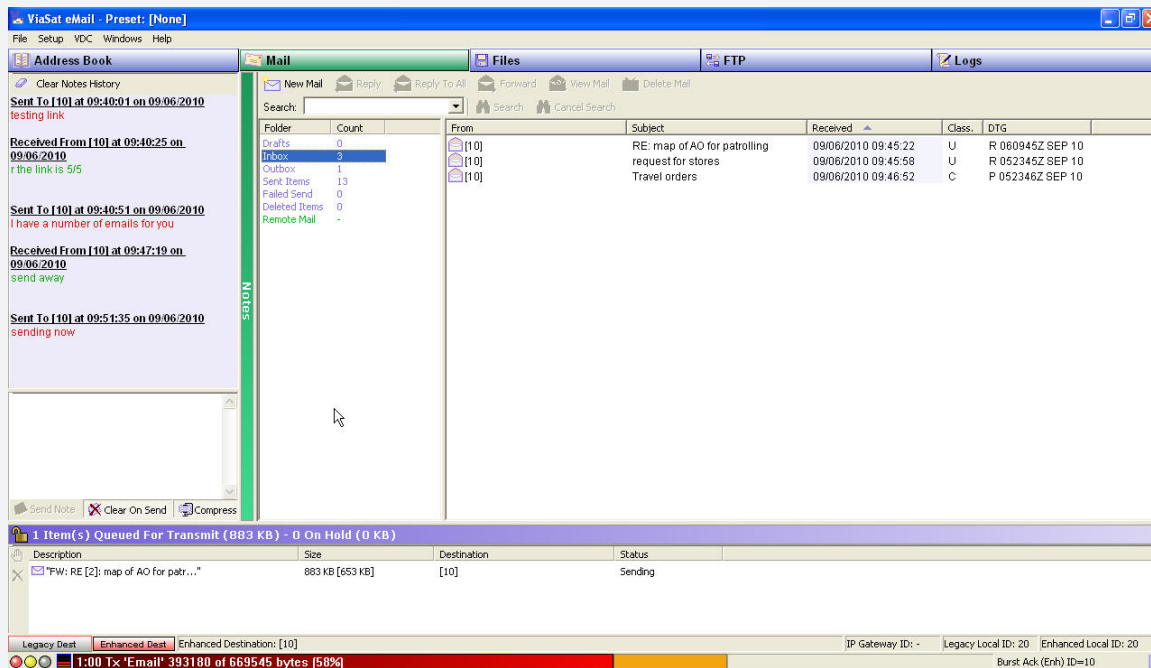 ViaSat eMail - Preset: [None]
File Setup VDC Windows Help
Address Book Mail Files FTP Logs
Clear Notes History
Sent To [10] at 09:40:01 on 09/06/2010
testing link
Received From [10] at 09:40:25 on
09/06/2010
r the link is 5/5
Sent To [10] at 09:40:51 on 09/06/2010
I have a number of emails for you
Received From [10] at 09:47:19 on
09/06/2010
send away
Sent To [10] at 09:51:35 on 09/06/2010
sending now
Send Note Clear On Send Compress
Notes
New Mail Reply Reply To All Forward View Mail Delete Mail
Search: Search Cancel Search
Folder Count
Drafts 0
Inbox 3
Outbox 1
Sent Items 13
Failed Send 0
Deleted Items 0
Remote Mail -
From Subject Received Class. DTG
[10] RE: map of AO for patrolling 09/06/2010 09:45:22 U R 060945Z SEP 10
[10] request for stores 09/06/2010 09:45:58 U R 052345Z SEP 10
[10] Travel orders 09/06/2010 09:46:52 C P 052346Z SEP 10
1 Item(s) Queued For Transmit (883 KB) - 0 On Hold (0 KB)
Description Size Destination Status
"FW: RE [2]: map of AO for patr..." 883 KB [653 KB] [10] Sending
Legacy Dest Enhanced Dest Enhanced Destination: [10] IP Gateway ID: - Legacy Local ID: 20 Enhanced Local ID: 20
1:00 Tx 'Email' 393180 of 669545 bytes [58%] Burst Ack (Enh) ID=10